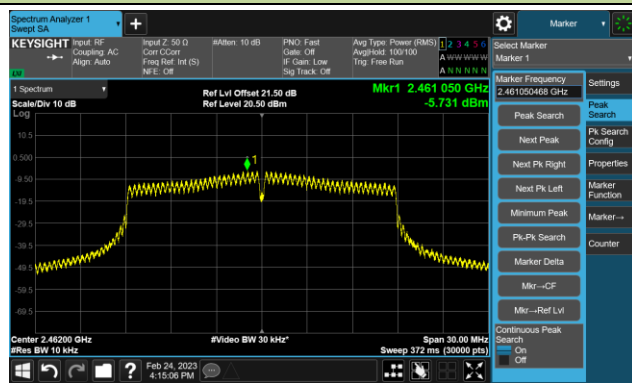 Spectrum Analyzer 1
Swept SA
+
Marker
KEYSIGHT
Input: RF
Coupling: AC
Align: Auto
Input Z: 50 Ω
Corr CCorr
Freq Ref: Int (S)
NFE: Off
#Atten: 10 dB
PNO: Fast
Gate: Off
IF Gain: Low
Sig Track: Off
Avg Type: Power (RMS)
Avg|Hold: 100/100
Trig: Free Run
1 2 3 4 5 6
A W W W W W
A N N N N N
LV
Select Marker
Marker 1
1 Spectrum
Scale/Div 10 dB
Log
Ref Lvl Offset 21.50 dB
Ref Level 20.50 dBm
Mkr1 2.461 050 GHz
-5.731 dBm
10.5
0.500
-9.50
-19.5
-29.5
-39.5
-49.5
-59.5
-69.5
1
Center 2.46200 GHz
#Res BW 10 kHz
#Video BW 30 kHz*
Span 30.00 MHz
Sweep 372 ms (30000 pts)
Marker Frequency
2.461050468 GHz
Peak Search
Next Peak
Next Pk Right
Next Pk Left
Minimum Peak
Pk-Pk Search
Marker Delta
Mkr→CF
Mkr→Ref Lvl
Continuous Peak
Search
On
Off
Settings
Peak
Search
Pk Search
Config
Properties
Marker
Function
Marker→
Counter
?
Feb 24, 2023
4:15:06 PM